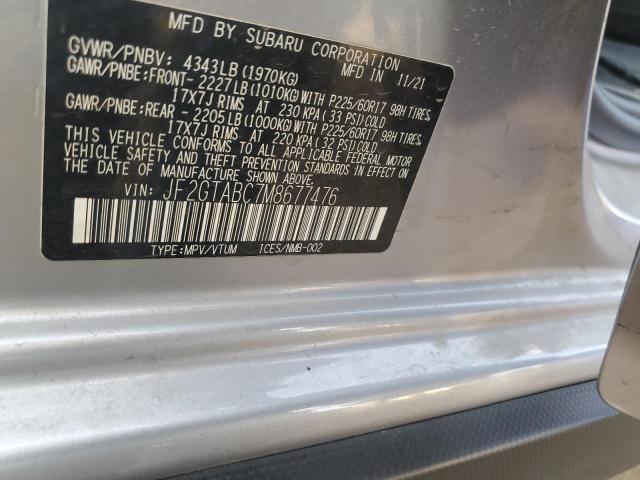 MFD BY SUBARU CORPORATION
GVWR/PNBV: 4343LB(1970KG) MFD IN 11/21
GAWR/PNBE:FRONT-2227LB(1010KG)WITH P225/60R17 98H TIRES,
17X7J RIMS AT 230 KPA(33 PSI)COLD
GAWR/PNBE:REAR -2205LB(1000KG)WITH P225/60R17 98H TIRES,
17X7J RIMS AT 220 KPA(32 PSI)COLD
THIS VEHICLE CONFORMS TO ALL APPLICABLE FEDERAL MOTOR
VEHICLE SAFETY AND THEFT PREVENTION STANDARDS IN EFFECT ON
THE DATE OF MANUFACTURE SHOWN ABOVE.
VIN: JF2GTABC7M8677476
TYPE:MPV/VTUM ICES/NMB-002